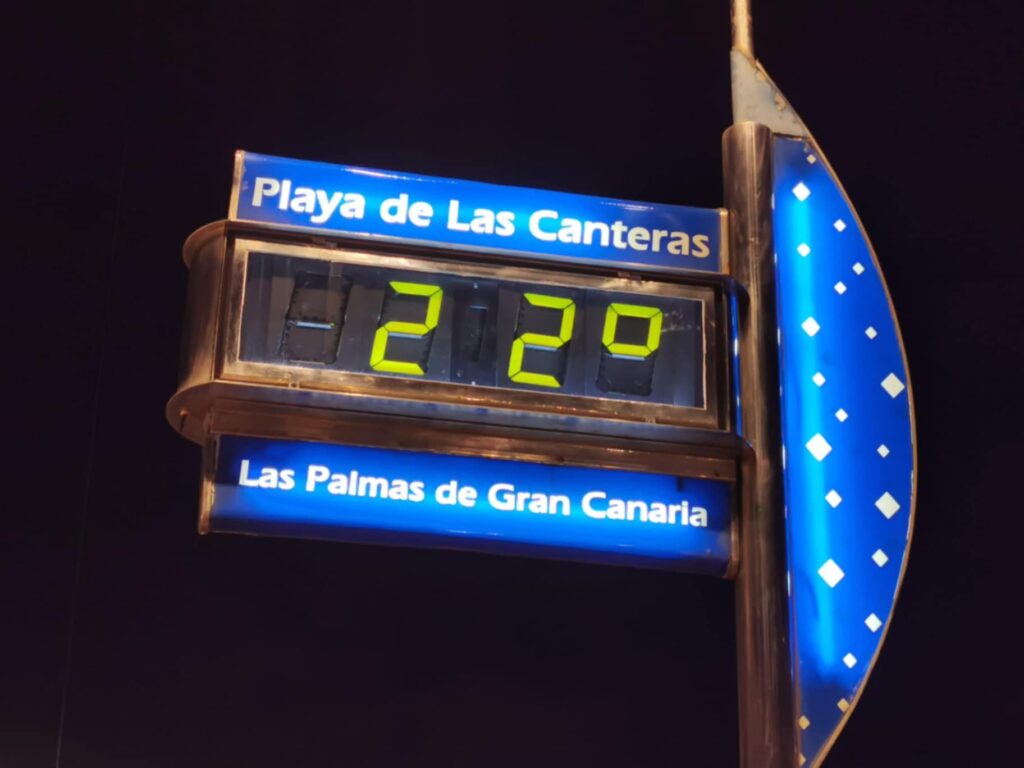 Playa de Las Canteras
22º
Las Palmas de Gran Canaria